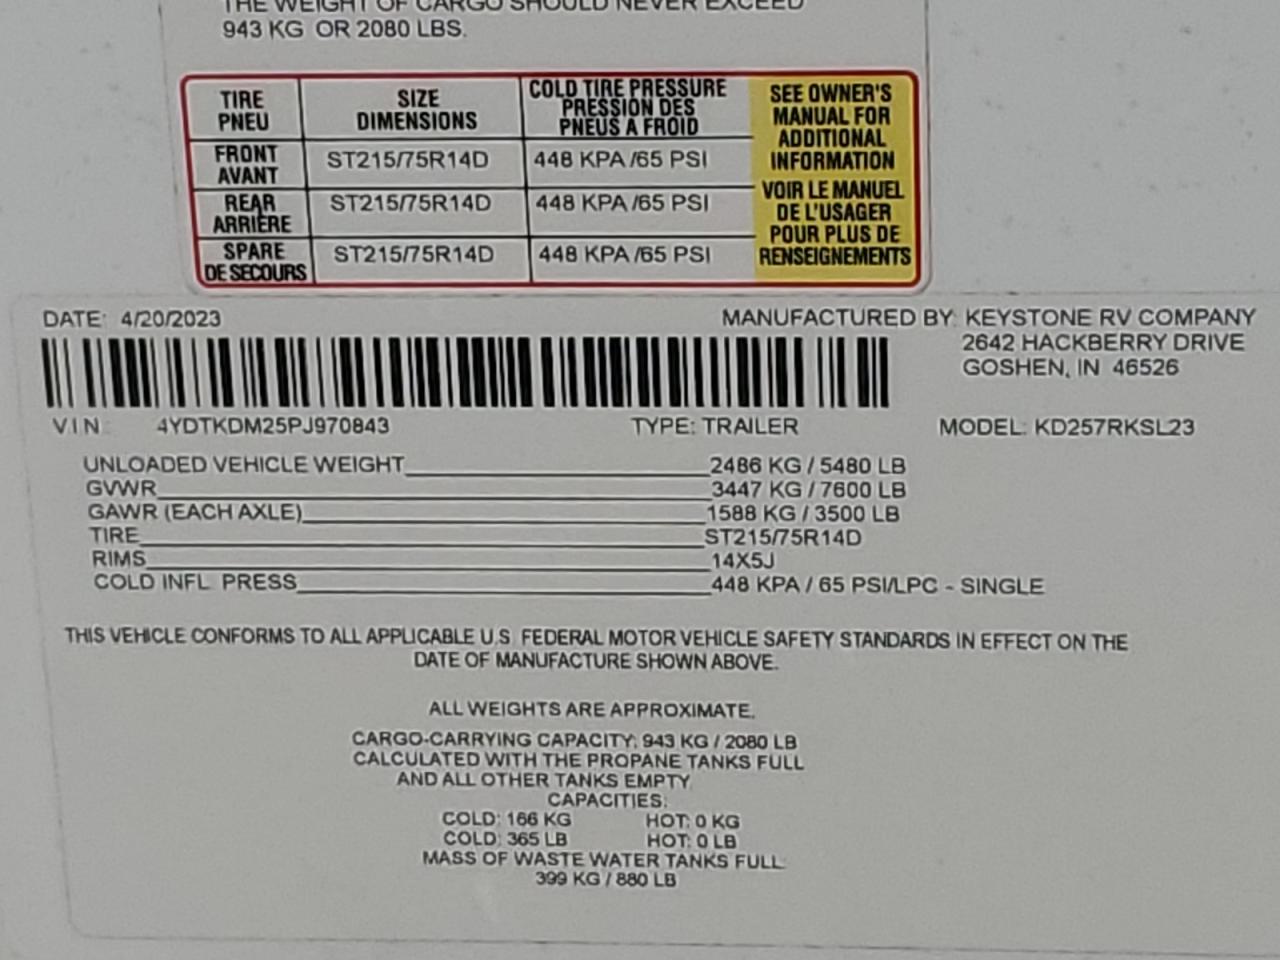 THE WEIGHT OF CARGO SHOULD NEVER EXCEED
943 KG OR 2080 LBS.
TIRE
PNEU
SIZE
DIMENSIONS
COLD TIRE PRESSURE
PRESSION DES
PNEUS A FROID
SEE OWNER'S
MANUAL FOR
ADDITIONAL
INFORMATION
VOIR LE MANUEL
DE L'USAGER
POUR PLUS DE
RENSEIGNEMENTS
FRONT
AVANT
ST215/75R14D
448 KPA /65 PSI
REAR
ARRIÈRE
ST215/75R14D
448 KPA /65 PSI
SPARE
DE SECOURS
ST215/75R14D
448 KPA /65 PSI
DATE: 4/20/2023
MANUFACTURED BY: KEYSTONE RV COMPANY
2642 HACKBERRY DRIVE
GOSHEN, IN 46526
V I N: 4YDTKDM25PJ970843 TYPE: TRAILER MODEL: KD257RKSL23
UNLOADED VEHICLE WEIGHT 2486 KG / 5480 LB
GVWR 3447 KG / 7600 LB
GAWR (EACH AXLE) 1588 KG / 3500 LB
TIRE ST215/75R14D
RIMS 14X5J
COLD INFL. PRESS 448 KPA / 65 PSI/LPC - SINGLE
THIS VEHICLE CONFORMS TO ALL APPLICABLE U.S. FEDERAL MOTOR VEHICLE SAFETY STANDARDS IN EFFECT ON THE
DATE OF MANUFACTURE SHOWN ABOVE.
ALL WEIGHTS ARE APPROXIMATE.
CARGO-CARRYING CAPACITY: 943 KG / 2080 LB
CALCULATED WITH THE PROPANE TANKS FULL
AND ALL OTHER TANKS EMPTY
CAPACITIES:
COLD: 166 KG HOT: 0 KG
COLD: 365 LB HOT: 0 LB
MASS OF WASTE WATER TANKS FULL:
399 KG / 880 LB